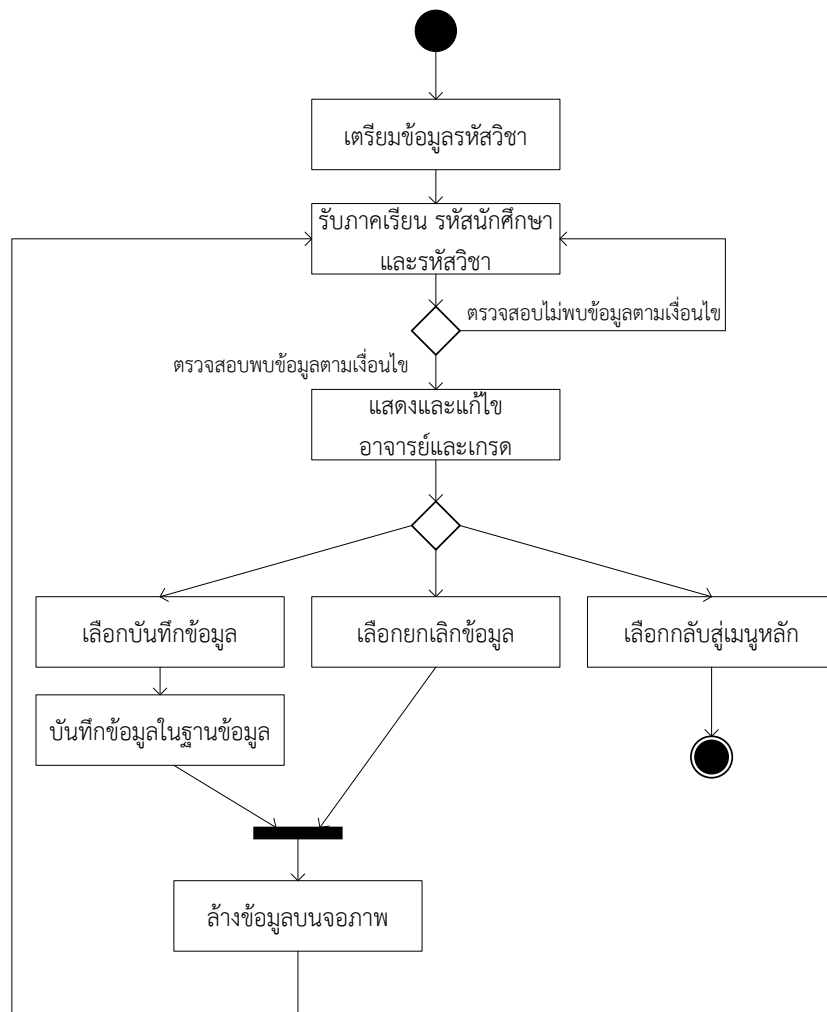 เตรียมข้อมูลรหัสวิชา
รับภาคเรียน รหัสนักศึกษา
และรหัสวิชา
ตรวจสอบไม่พบข้อมูลตามเงื่อนไข
ตรวจสอบพบข้อมูลตามเงื่อนไข
แสดงและแก้ไข
อาจารย์และเกรด
เลือกบันทึกข้อมูล
เลือกยกเลิกข้อมูล
เลือกกลับสู่เมนูหลัก
บันทึกข้อมูลในฐานข้อมูล
ล้างข้อมูลบนจอภาพ